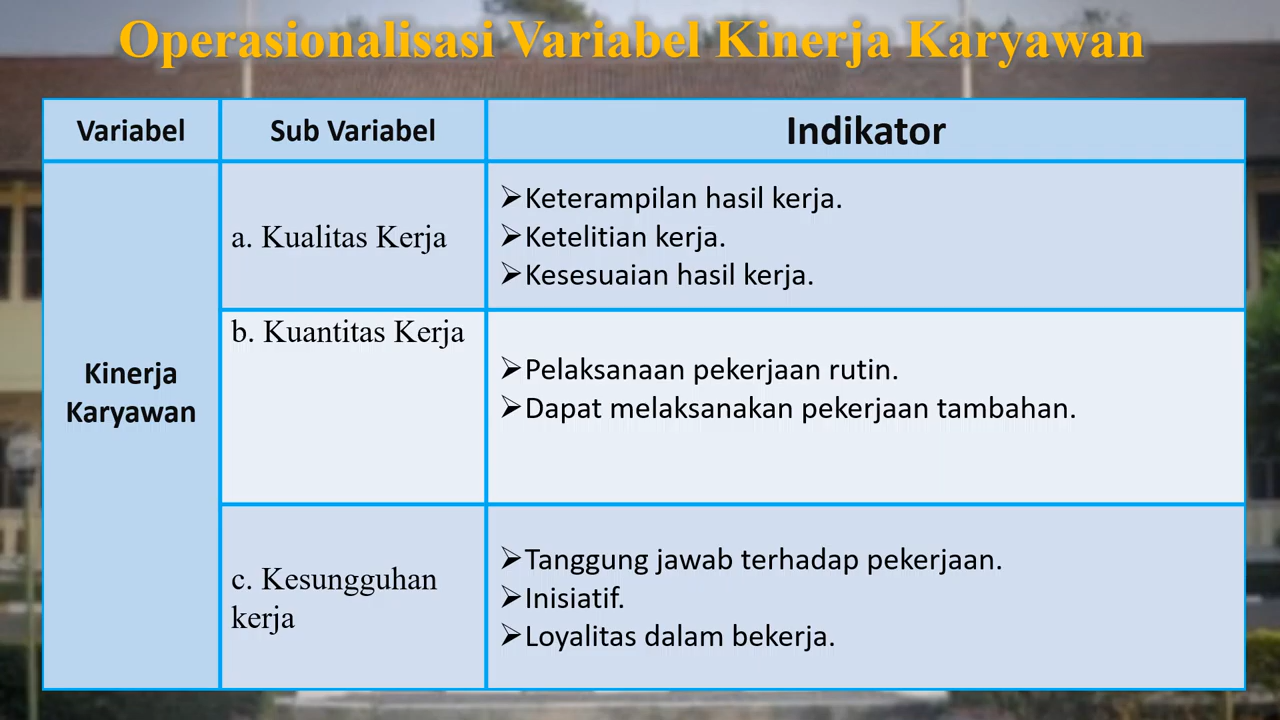 Operasionalisasi Variabel Kinerja Karyawan
Variabel
Sub Variabel
Indikator
Kinerja
Karyawan
a. Kualitas Kerja
➢Keterampilan hasil kerja.
➢Ketelitian kerja.
➢Kesesuaian hasil kerja.
b. Kuantitas Kerja
➢Pelaksanaan pekerjaan rutin.
➢Dapat melaksanakan pekerjaan tambahan.
c. Kesungguhan
kerja
➢Tanggung jawab terhadap pekerjaan.
➢Inisiatif.
➢Loyalitas dalam bekerja.